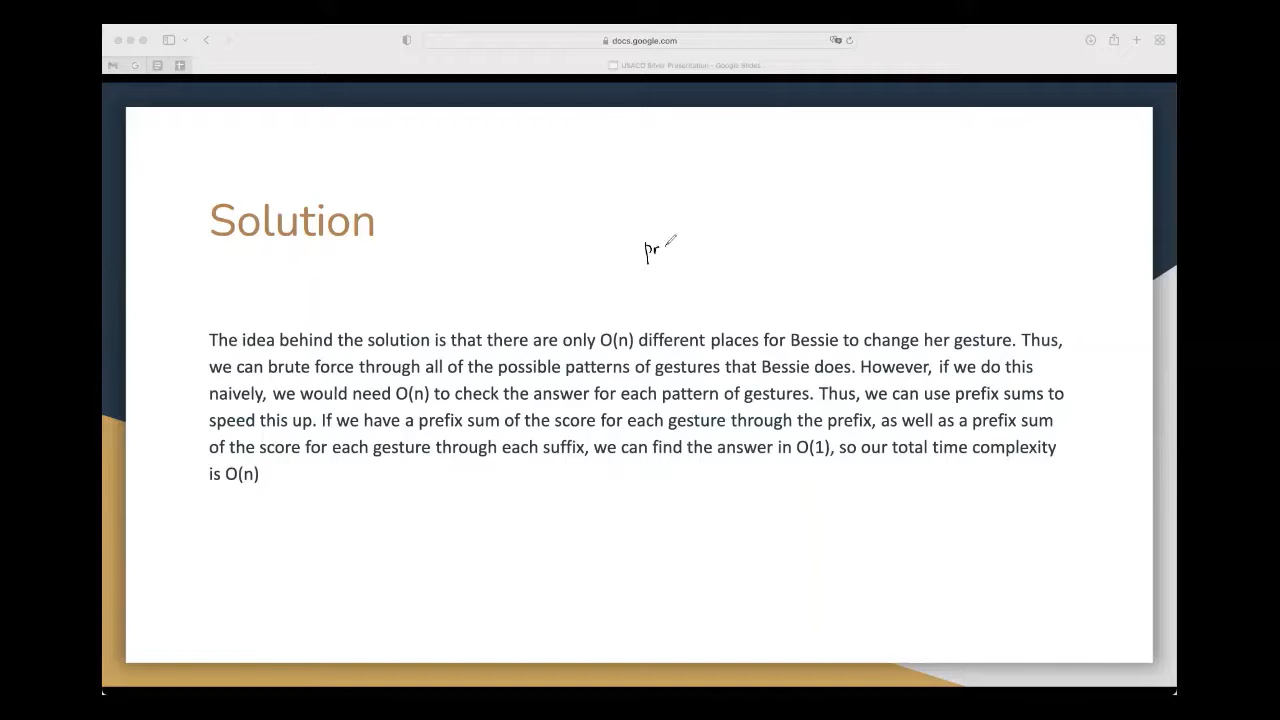 docs.google.com
USACO Silver Presentation - Google Slides
Solution
pr
The idea behind the solution is that there are only O(n) different places for Bessie to change her gesture. Thus,
we can brute force through all of the possible patterns of gestures that Bessie does. However, if we do this
naively, we would need O(n) to check the answer for each pattern of gestures. Thus, we can use prefix sums to
speed this up. If we have a prefix sum of the score for each gesture through the prefix, as well as a prefix sum
of the score for each gesture through each suffix, we can find the answer in O(1), so our total time complexity
is O(n)